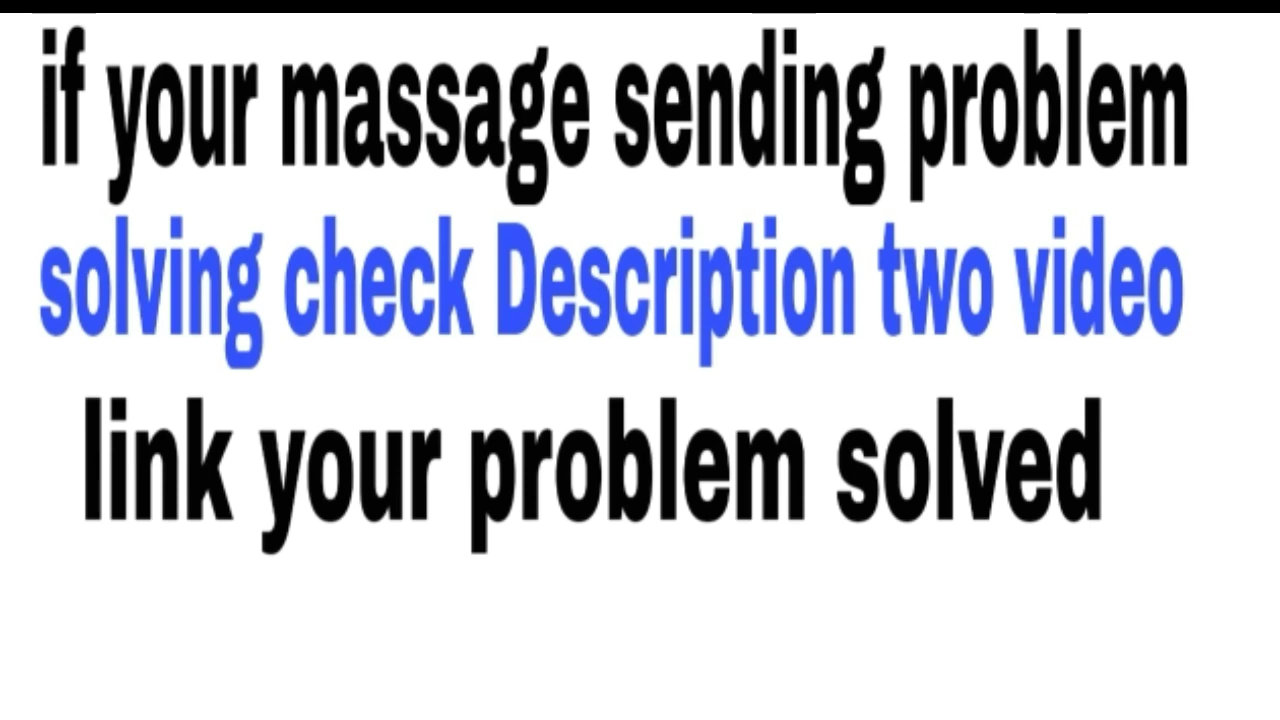 if your massage sending problem
solving check Description two video
link your problem solved